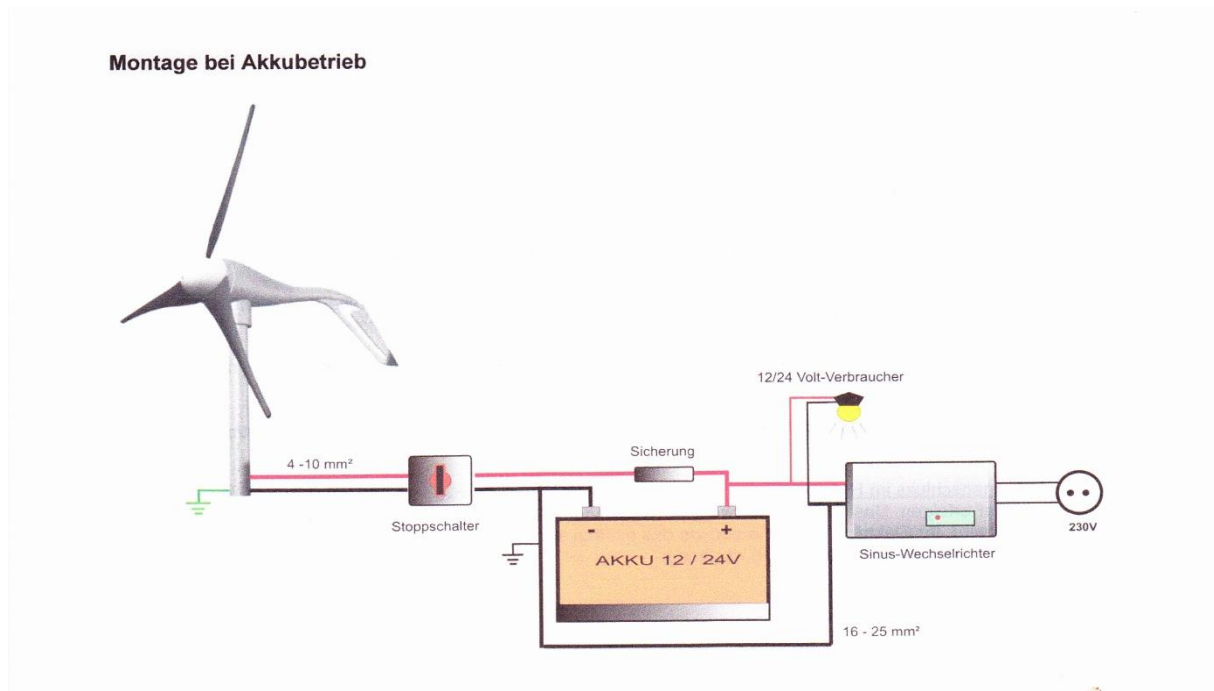 Montage bei Akkubetrieb
12/24 Volt-Verbraucher
Sicherung
4 -10 mm²
Stoppschalter
-
+
AKKU 12 / 24V
230V
Sinus-Wechselrichter
16 - 25 mm²